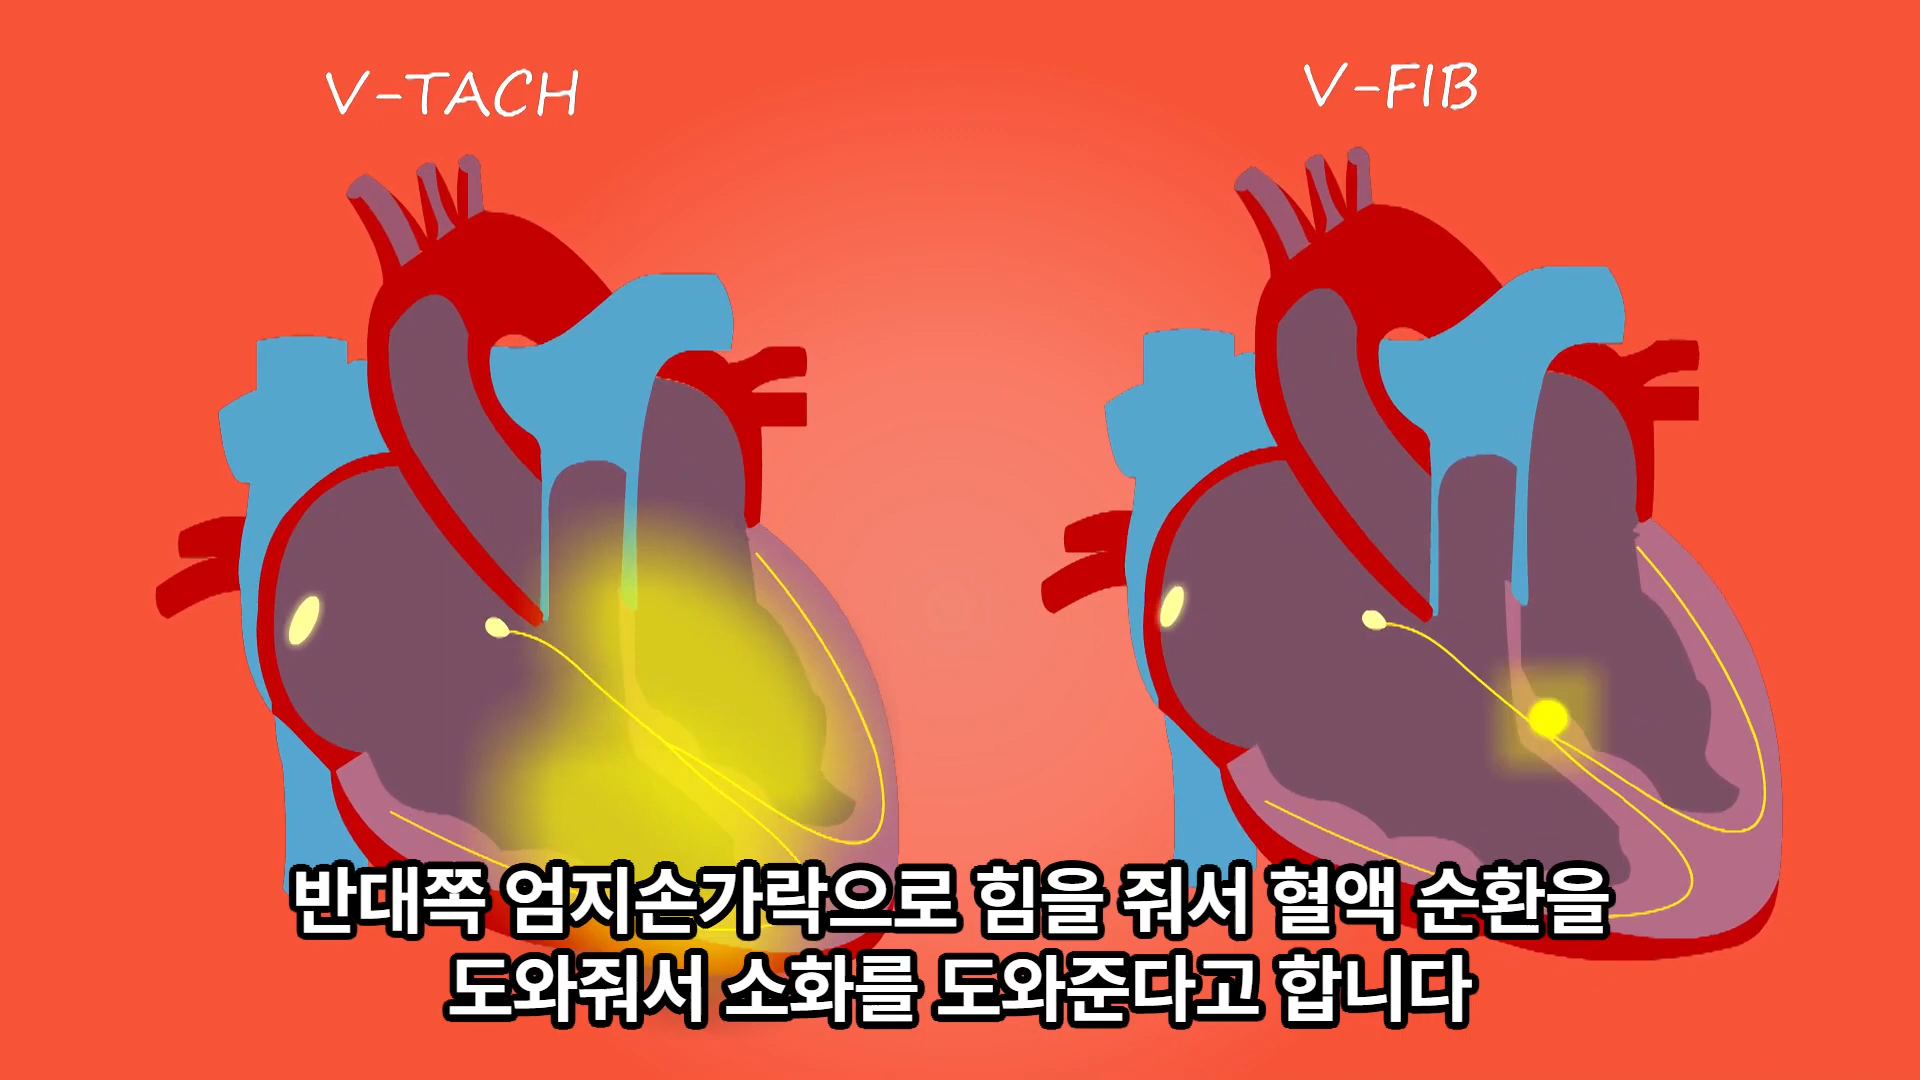 V-TACH
V-FIB
반대쪽 엄지손가락으로 힘을 줘서 혈액 순환을
도와줘서 소화를 도와준다고 합니다